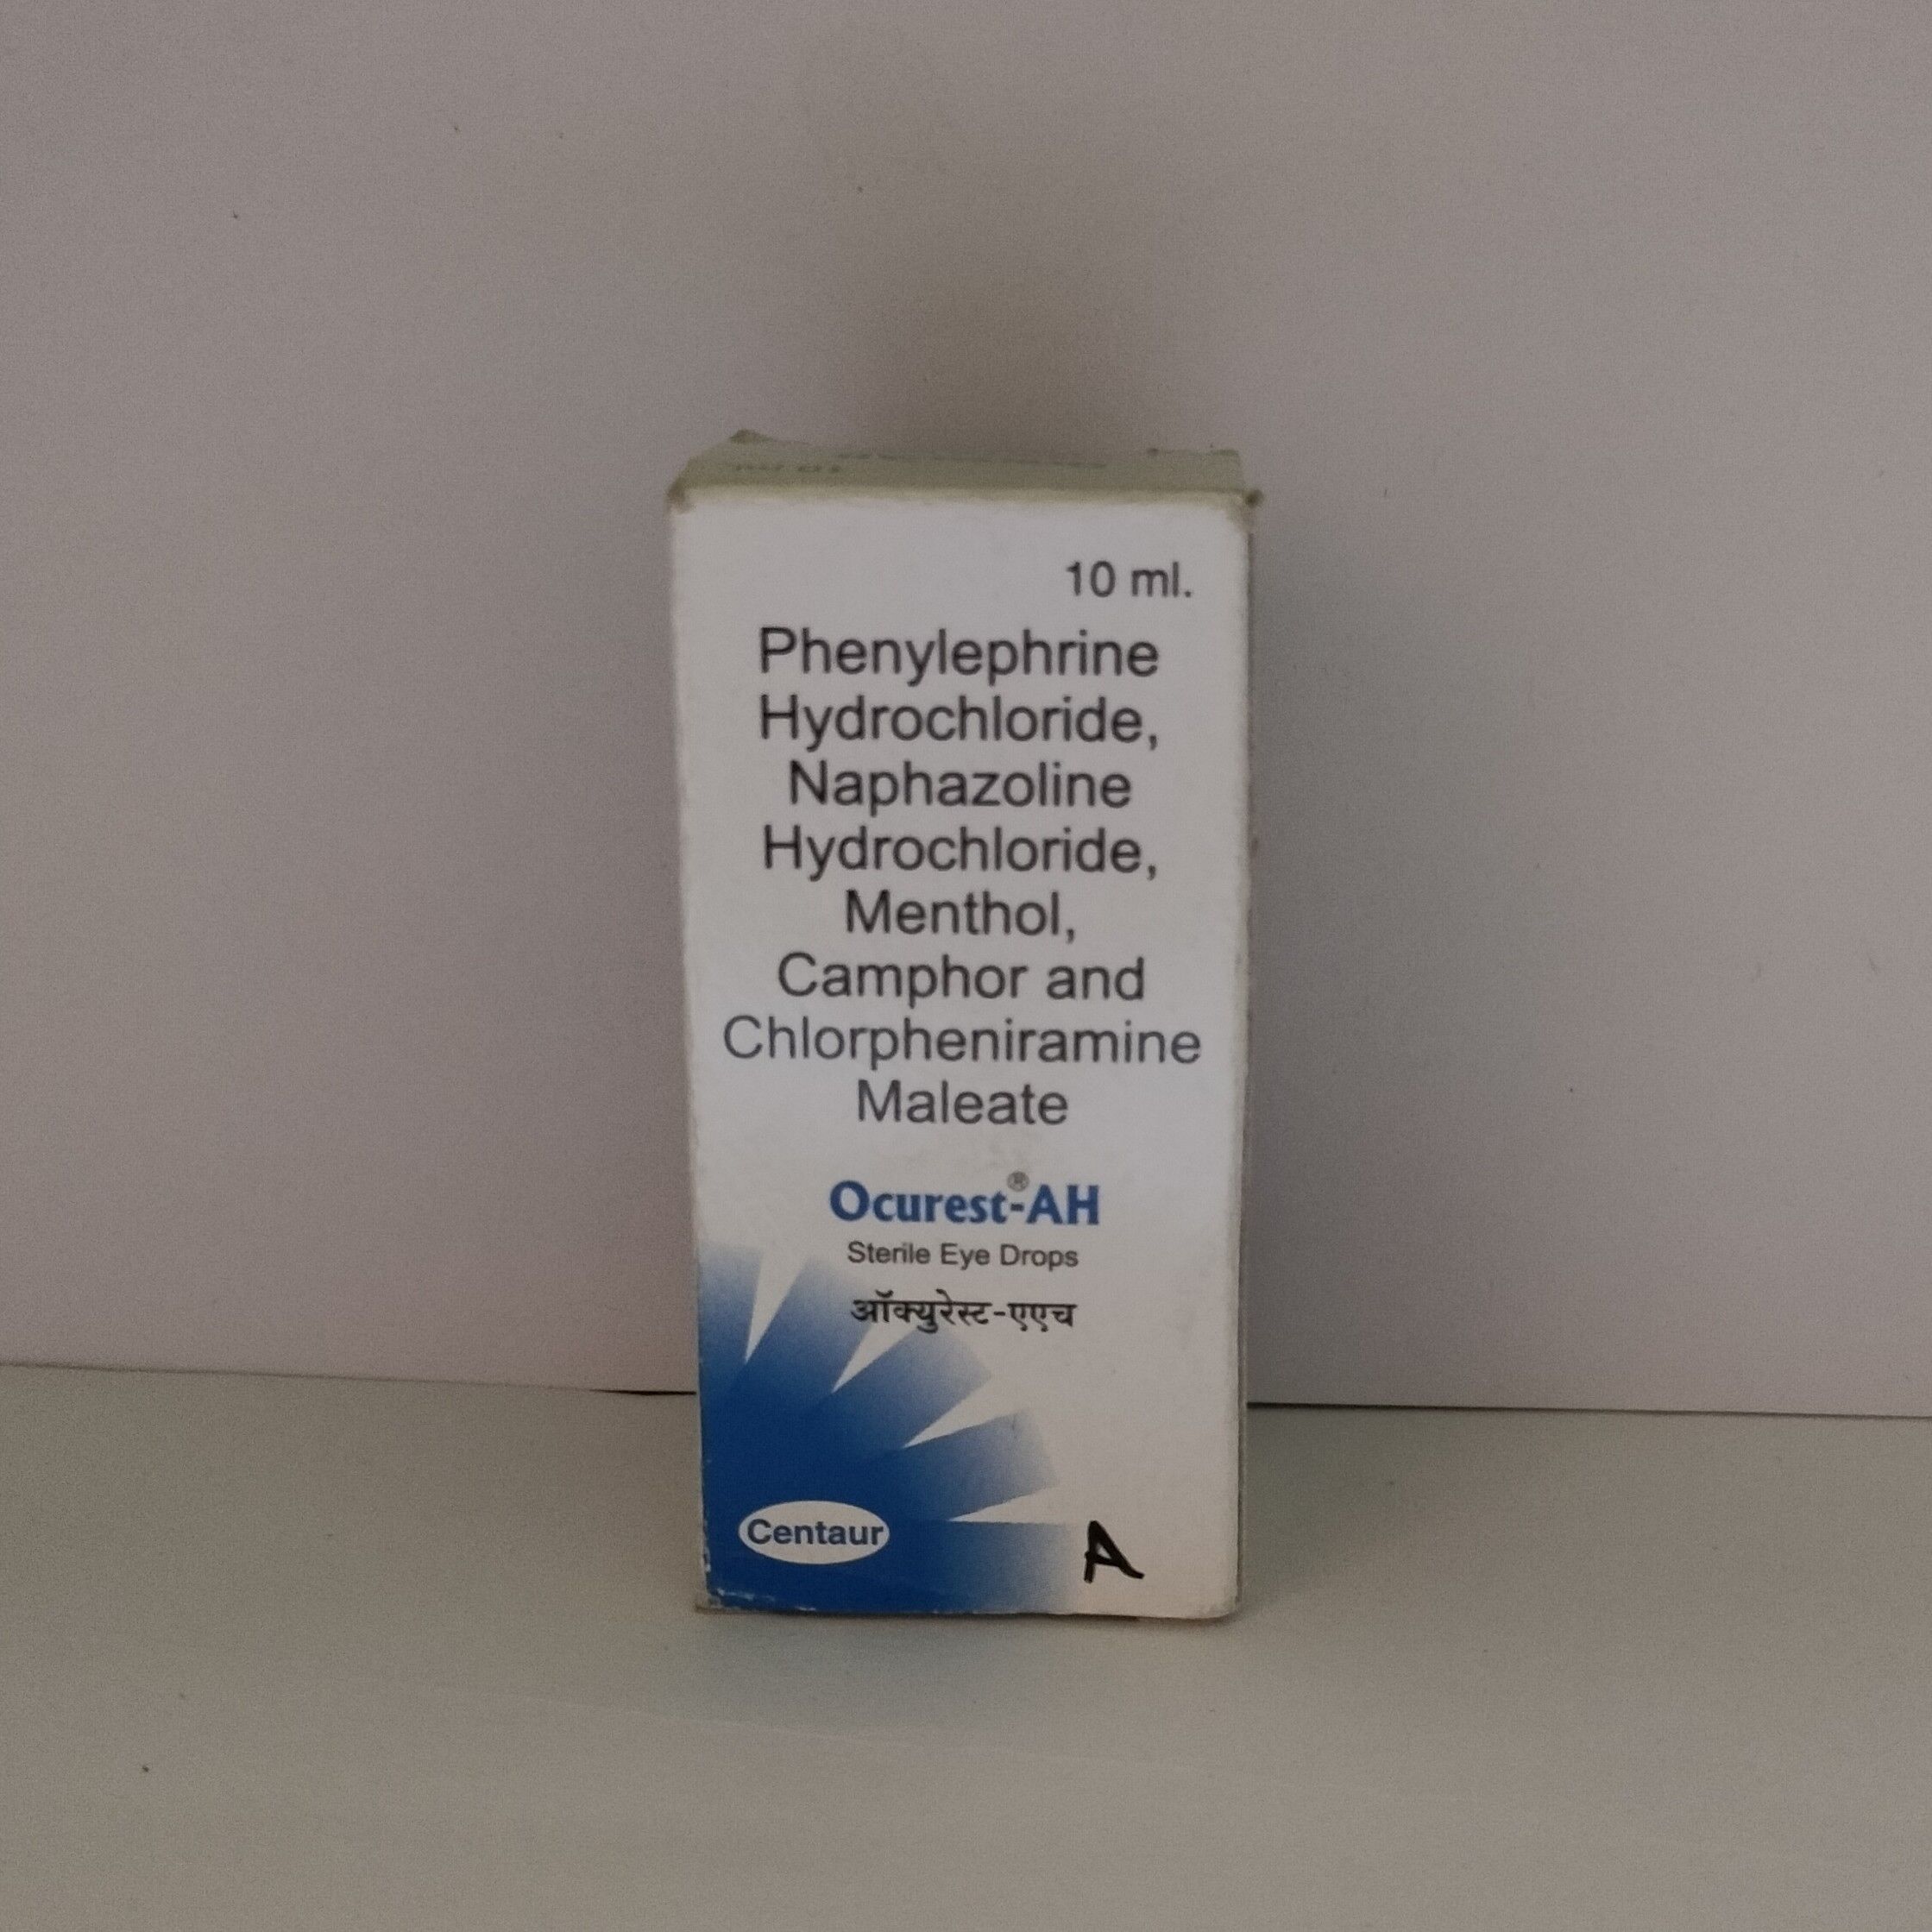 10 ml.
Phenylephrine
Hydrochloride,
Naphazoline
Hydrochloride,
Menthol,
Camphor and
Chlorpheniramine
Maleate
Ocurest®-AH
Sterile Eye Drops
ऑक्युरेस्ट-एएच
Centaur
A